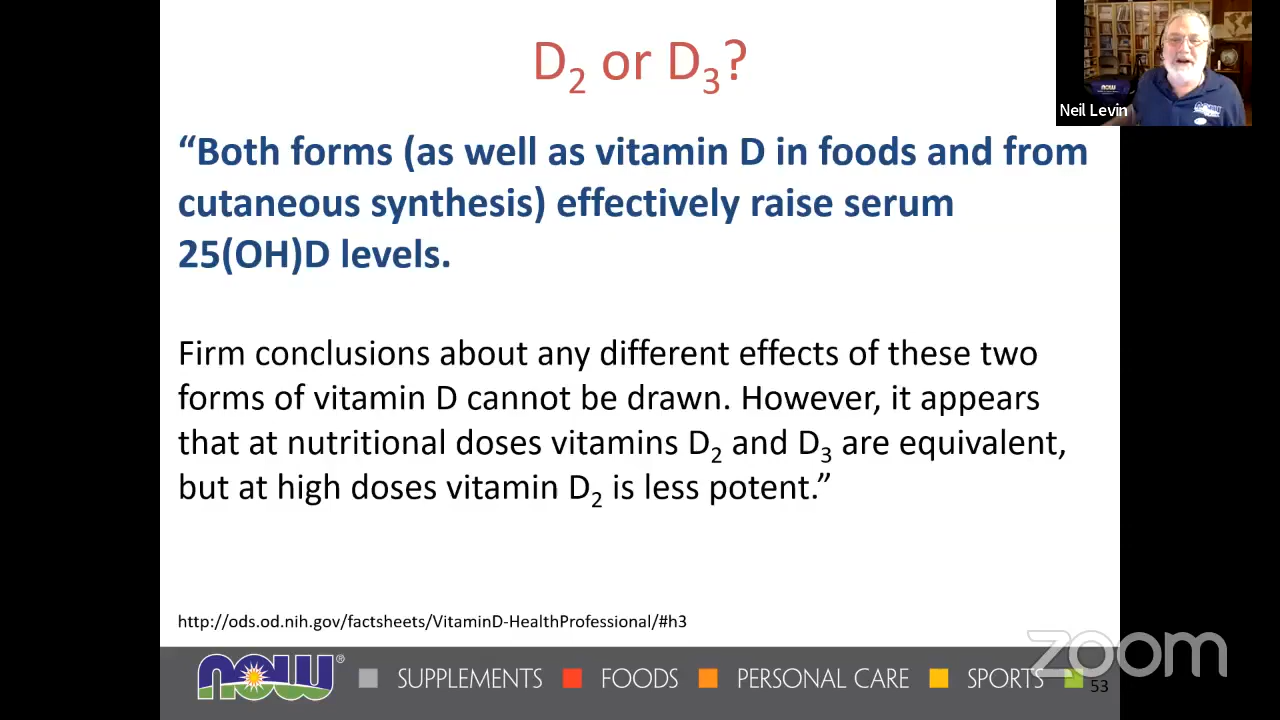 D₂ or D₃?
Neil Levin
“Both forms (as well as vitamin D in foods and from
cutaneous synthesis) effectively raise serum
25(OH)D levels.
Firm conclusions about any different effects of these two
forms of vitamin D cannot be drawn. However, it appears
that at nutritional doses vitamins D₂ and D₃ are equivalent,
but at high doses vitamin D₂ is less potent.”
http://ods.od.nih.gov/factsheets/VitaminD-HealthProfessional/#h3
NOW® SUPPLEMENTS FOODS PERSONAL CARE SPORTS 53
zoom